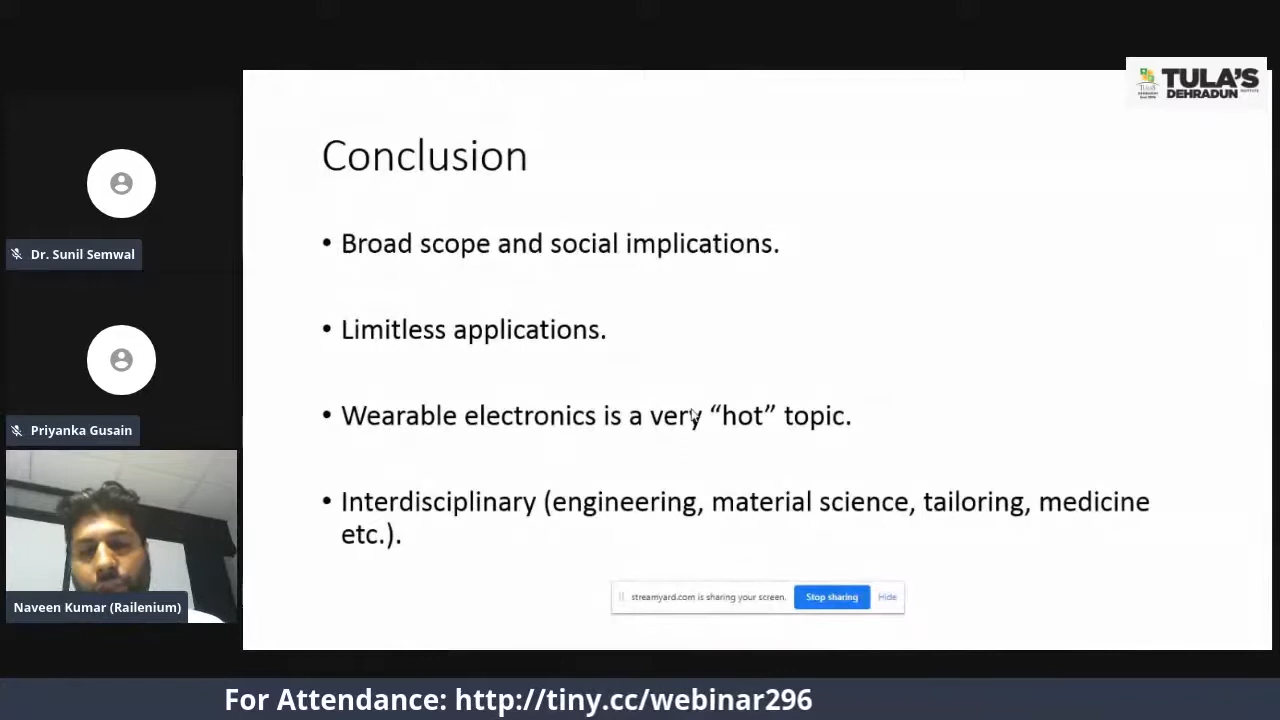 TULA'S
DEHRADUN
Conclusion
• Broad scope and social implications.
• Limitless applications.
• Wearable electronics is a very “hot” topic.
• Interdisciplinary (engineering, material science, tailoring, medicine
etc.).
Dr. Sunil Semwal
Priyanka Gusain
Naveen Kumar (Railenium)
streamyard.com is sharing your screen.
Stop sharing
Hide
For Attendance: http://tiny.cc/webinar296